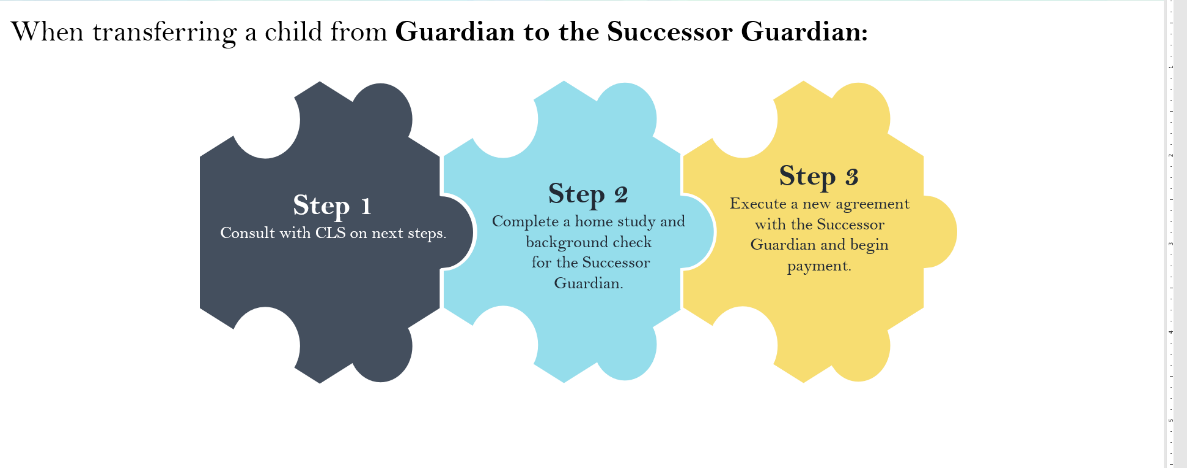 When transferring a child from Guardian to the Successor Guardian:
Step 1
Consult with CLS on next steps.
Step 2
Complete a home study and
background check
for the Successor
Guardian.
Step 3
Execute a new agreement
with the Successor
Guardian and begin
payment.